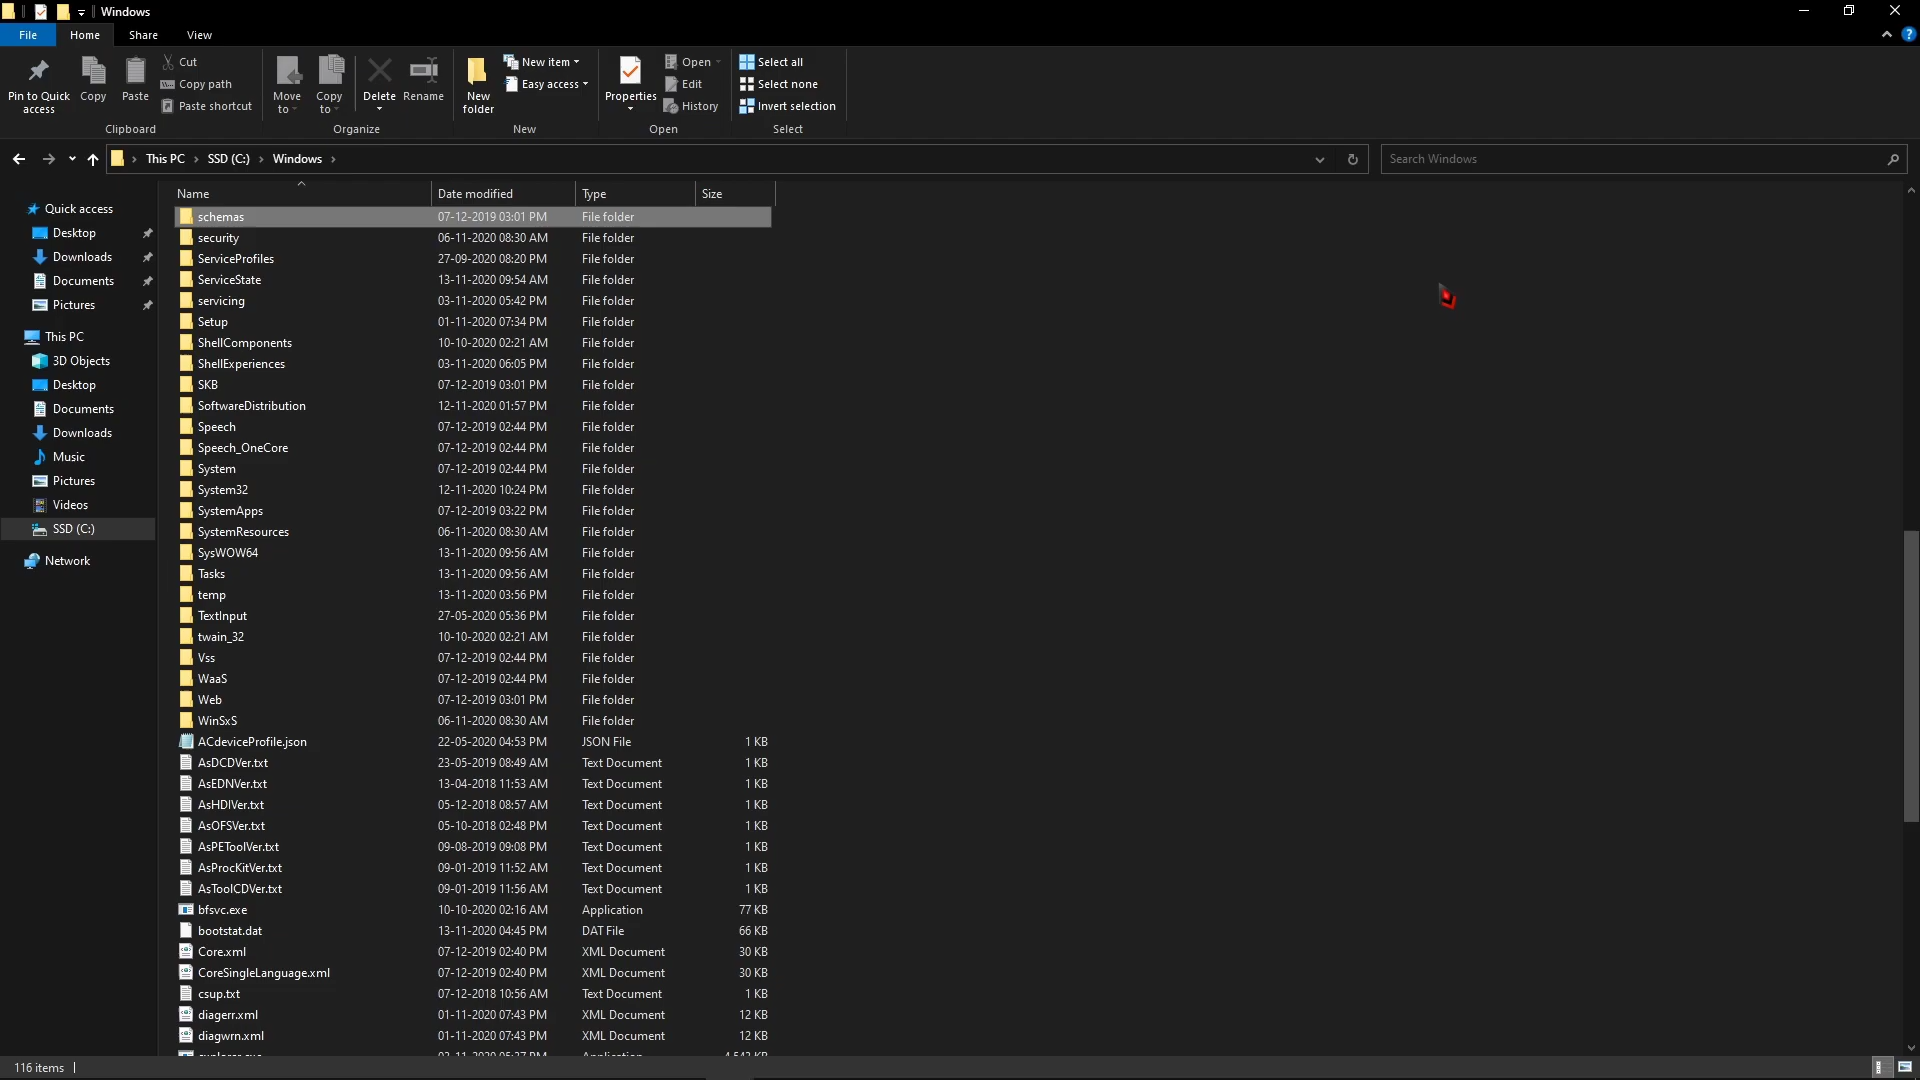 Windows
File Home Share View
Pin to Quick access
Copy
Paste
Cut
Copy path
Paste shortcut
Clipboard
Move to
Copy to
Delete
Rename
Organize
New folder
New item
Easy access
New
Properties
Open
Edit
History
Open
Select all
Select none
Invert selection
Select
This PC SSD (C:) Windows
Search Windows
Quick access
Desktop
Downloads
Documents
Pictures
This PC
3D Objects
Desktop
Documents
Downloads
Music
Pictures
Videos
SSD (C:)
Network
Name Date modified Type Size
schemas 07-12-2019 03:01 PM File folder
security 06-11-2020 08:30 AM File folder
ServiceProfiles 27-09-2020 08:20 PM File folder
ServiceState 13-11-2020 09:54 AM File folder
servicing 03-11-2020 05:42 PM File folder
Setup 01-11-2020 07:34 PM File folder
ShellComponents 10-10-2020 02:21 AM File folder
ShellExperiences 03-11-2020 06:05 PM File folder
SKB 07-12-2019 03:01 PM File folder
SoftwareDistribution 12-11-2020 01:57 PM File folder
Speech 07-12-2019 02:44 PM File folder
Speech_OneCore 07-12-2019 02:44 PM File folder
System 07-12-2019 02:44 PM File folder
System32 12-11-2020 10:24 PM File folder
SystemApps 07-12-2019 03:22 PM File folder
SystemResources 06-11-2020 08:30 AM File folder
SysWOW64 13-11-2020 09:56 AM File folder
Tasks 13-11-2020 09:56 AM File folder
temp 13-11-2020 03:56 PM File folder
TextInput 27-05-2020 05:36 PM File folder
twain_32 10-10-2020 02:21 AM File folder
Vss 07-12-2019 02:44 PM File folder
WaaS 07-12-2019 02:44 PM File folder
Web 07-12-2019 03:01 PM File folder
WinSxS 06-11-2020 08:30 AM File folder
ACdeviceProfile.json 22-05-2020 04:53 PM JSON File 1 KB
AsDCDVer.txt 23-05-2019 08:49 AM Text Document 1 KB
AsEDNVer.txt 13-04-2018 11:53 AM Text Document 1 KB
AsHDIVer.txt 05-12-2018 08:57 AM Text Document 1 KB
AsOFSVer.txt 05-10-2018 02:48 PM Text Document 1 KB
AsPEToolVer.txt 09-08-2019 09:08 PM Text Document 1 KB
AsProcKitVer.txt 09-01-2019 11:52 AM Text Document 1 KB
AsToolCDVer.txt 09-01-2019 11:56 AM Text Document 1 KB
bfsvc.exe 10-10-2020 02:16 AM Application 77 KB
bootstat.dat 13-11-2020 04:45 PM DAT File 66 KB
Core.xml 07-12-2019 02:40 PM XML Document 30 KB
CoreSingleLanguage.xml 07-12-2019 02:40 PM XML Document 30 KB
csup.txt 07-12-2018 10:56 AM Text Document 1 KB
diagerr.xml 01-11-2020 07:43 PM XML Document 12 KB
diagwrn.xml 01-11-2020 07:43 PM XML Document 12 KB
116 items